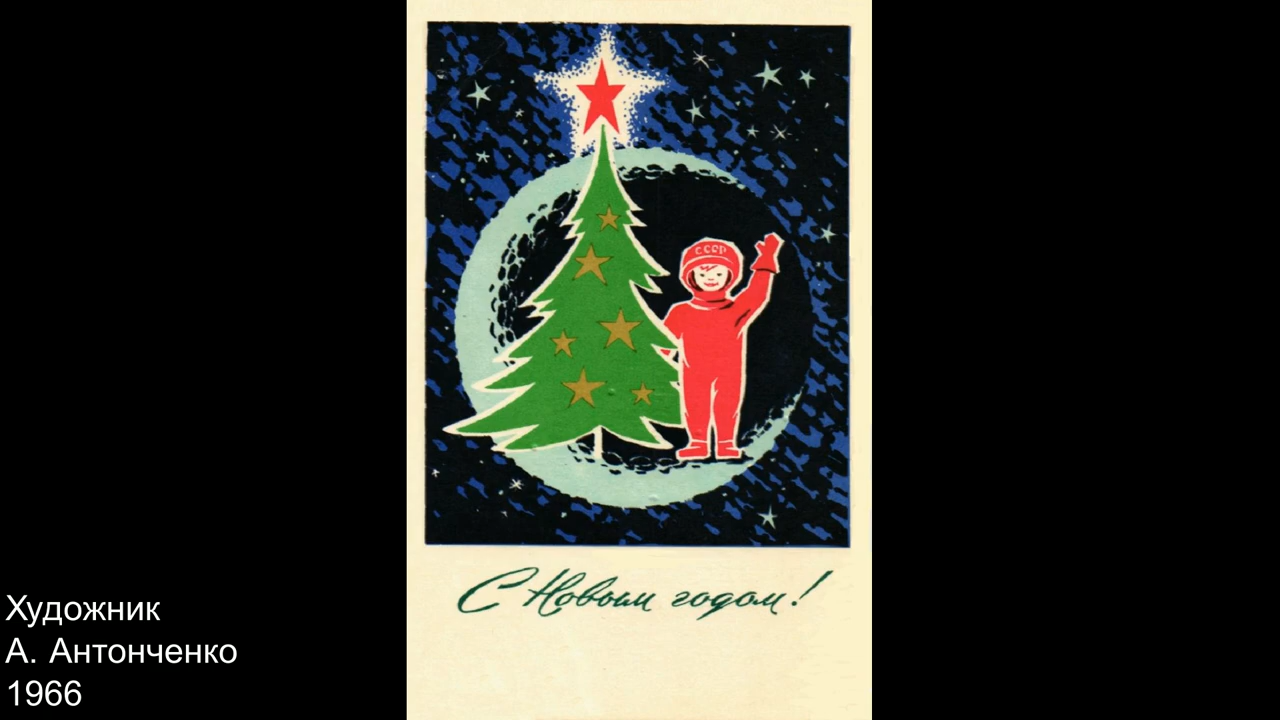 СССР
С Новым годом!
Художник
А. Антонченко
1966